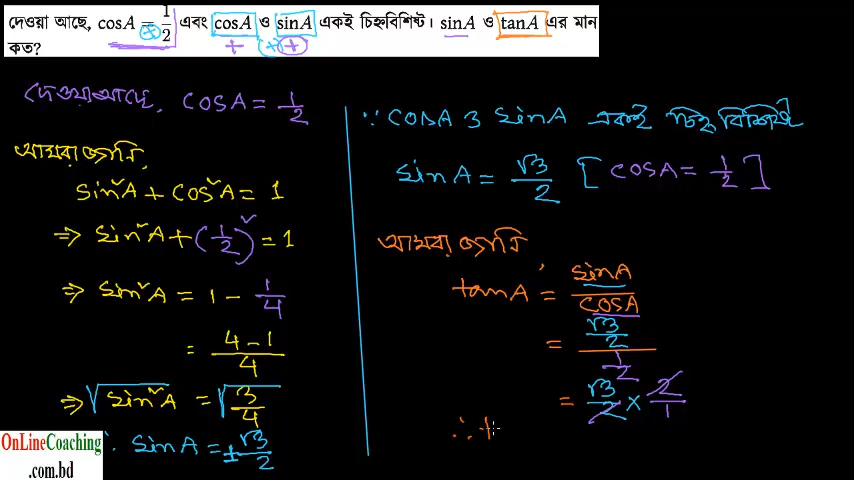 দেওয়া আছে, cosA = 1/2 এবং cosA ও sinA একই চিহ্নবিশিষ্ট। sinA ও tanA এর মান
কত?
+ (+) +
দেওয়া আছে, cosA = 1/2
আমরা জানি,
sin²A + cos²A = 1
⇒ sin²A + (1/2)² = 1
⇒ sin²A = 1 - 1/4
= 4-1/4
⇒ √sin²A = √3/4
∴ sinA = ±√3/2
∵ cosA ও sinA একই চিহ্ন বিশিষ্ট
sinA = √3/2 [cosA = 1/2]
আমরা জানি,
tanA = sinA/cosA
= √3/2 / 1/2
= √3/2 × 2/1
∴ t
OnLineCoaching
.com.bd